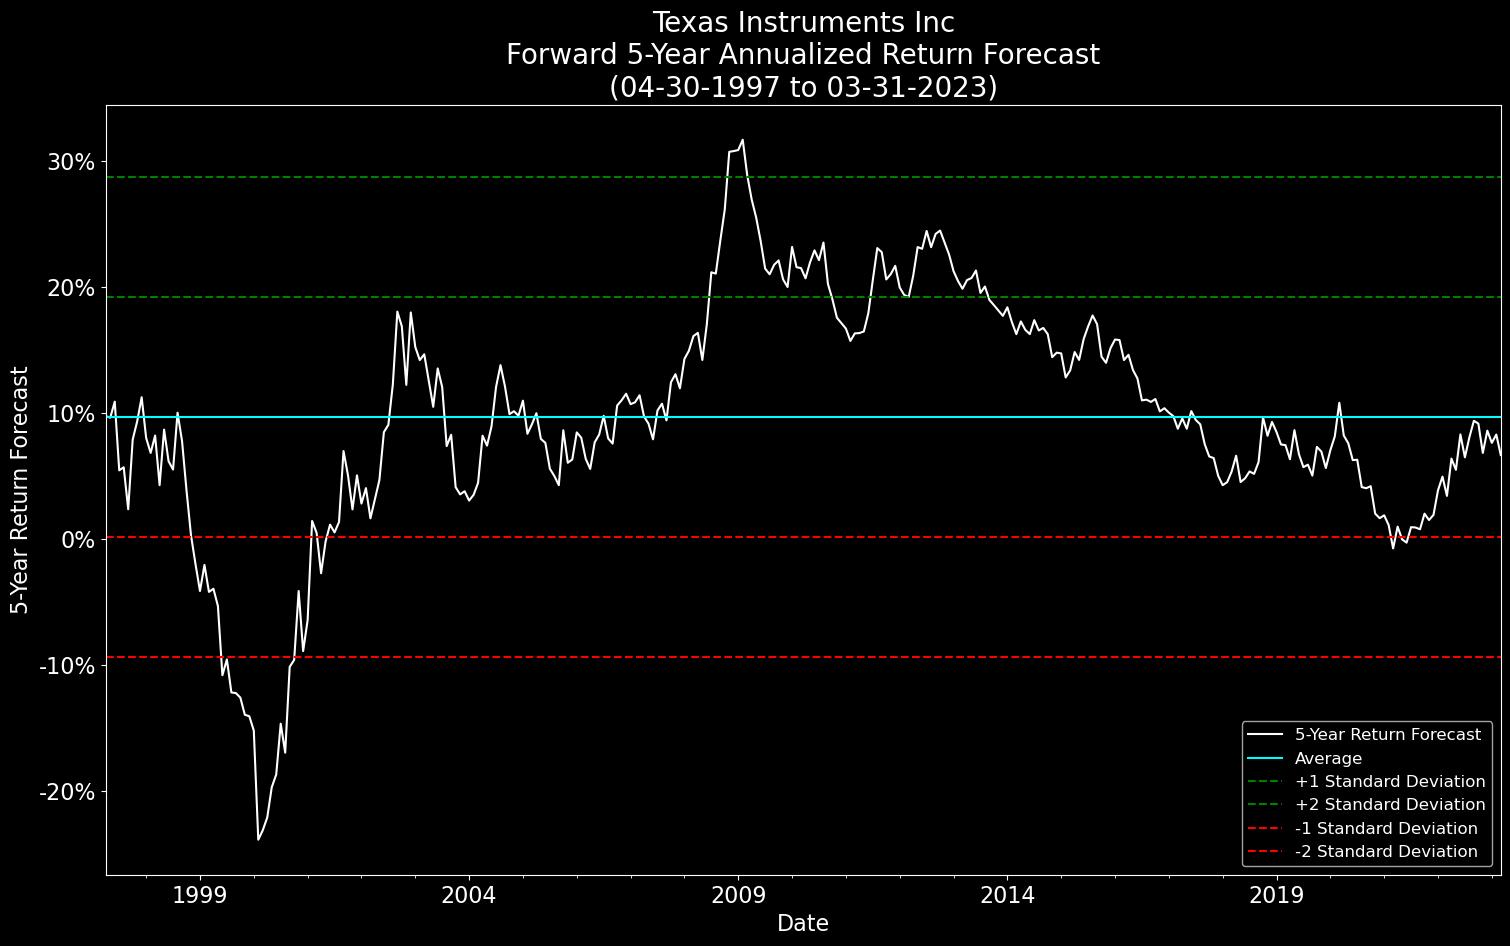 Texas Instruments Inc
Forward 5-Year Annualized Return Forecast
(04-30-1997 to 03-31-2023)
5-Year Return Forecast
30%
20%
10%
0%
-10%
-20%
5-Year Return Forecast
Average
+1 Standard Deviation
+2 Standard Deviation
-1 Standard Deviation
-2 Standard Deviation
1999 2004 2009 2014 2019
Date